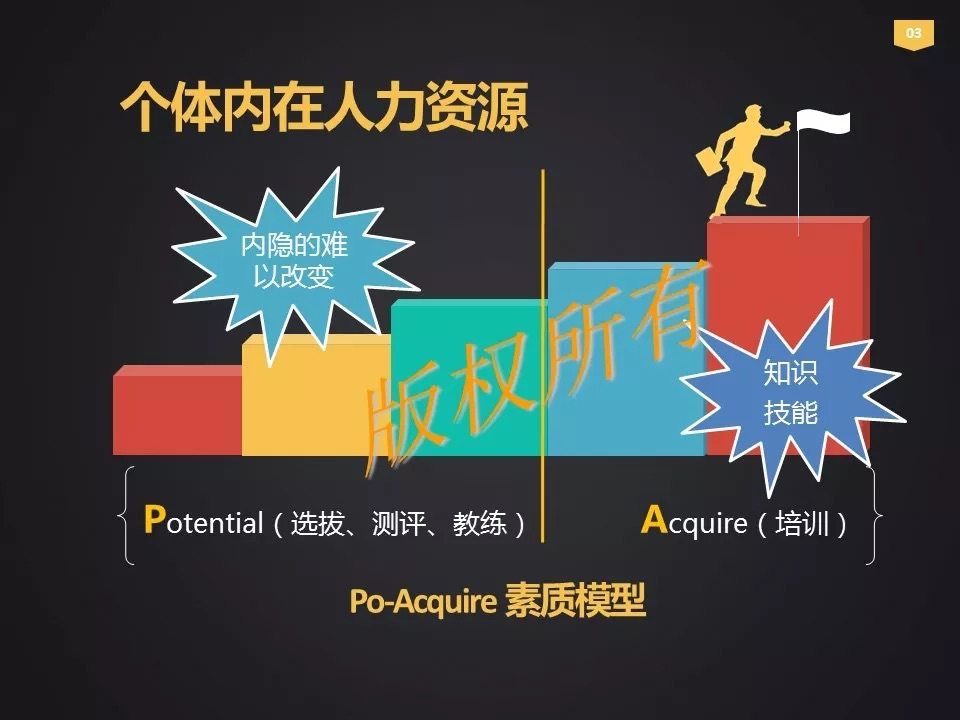 03
个体内在人力资源
内隐的难
以改变
版权所有
知识
技能
Potential（选拔、测评、教练）
Acquire（培训）
Po-Acquire 素质模型